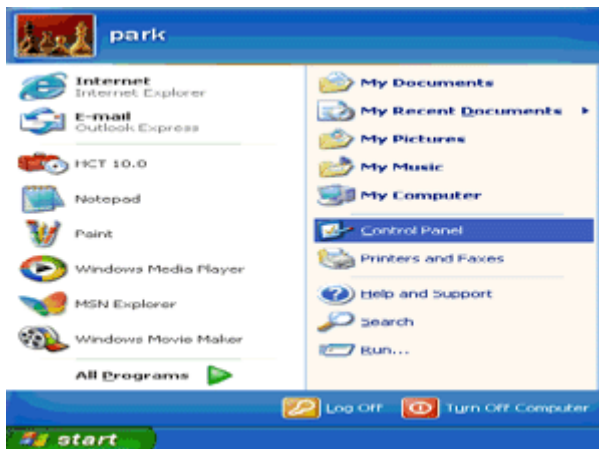 park
Internet
Internet Explorer
E-mail
Outlook Express
HCT 10.0
Notepad
Paint
Windows Media Player
MSN Explorer
Windows Movie Maker
All Programs
My Documents
My Recent Documents
My Pictures
My Music
My Computer
Control Panel
Printers and Faxes
Help and Support
Search
Run...
Log Off
Turn Off Computer
start